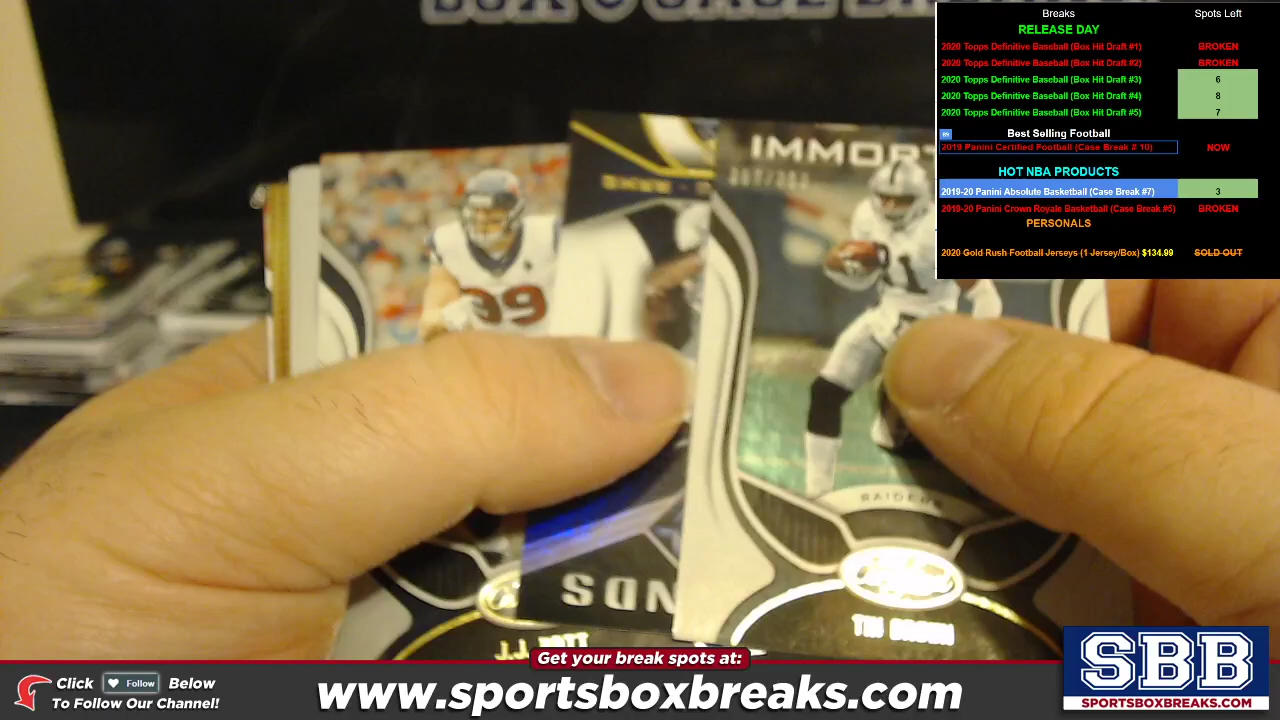 Breaks Spots Left
RELEASE DAY
2020 Topps Definitive Baseball (Box Hit Draft #1) BROKEN
2020 Topps Definitive Baseball (Box Hit Draft #2) BROKEN
2020 Topps Definitive Baseball (Box Hit Draft #3) 6
2020 Topps Definitive Baseball (Box Hit Draft #4) 8
2020 Topps Definitive Baseball (Box Hit Draft #5) 7
89 Best Selling Football
2019 Panini Certified Football (Case Break # 10) NOW
HOT NBA PRODUCTS
2019-20 Panini Absolute Basketball (Case Break #7) 3
2019-20 Panini Crown Royale Basketball (Case Break #5) BROKEN
PERSONALS
2020 Gold Rush Football Jerseys (1 Jersey/Box) $134.99 SOLD OUT
IMMORT
99
RAIDERS
TIM BROWN
NDS
J.J. WATT
Get your break spots at:
Click Follow Below
To Follow Our Channel!
www.sportsboxbreaks.com
SBB
SPORTSBOXBREAKS.COM